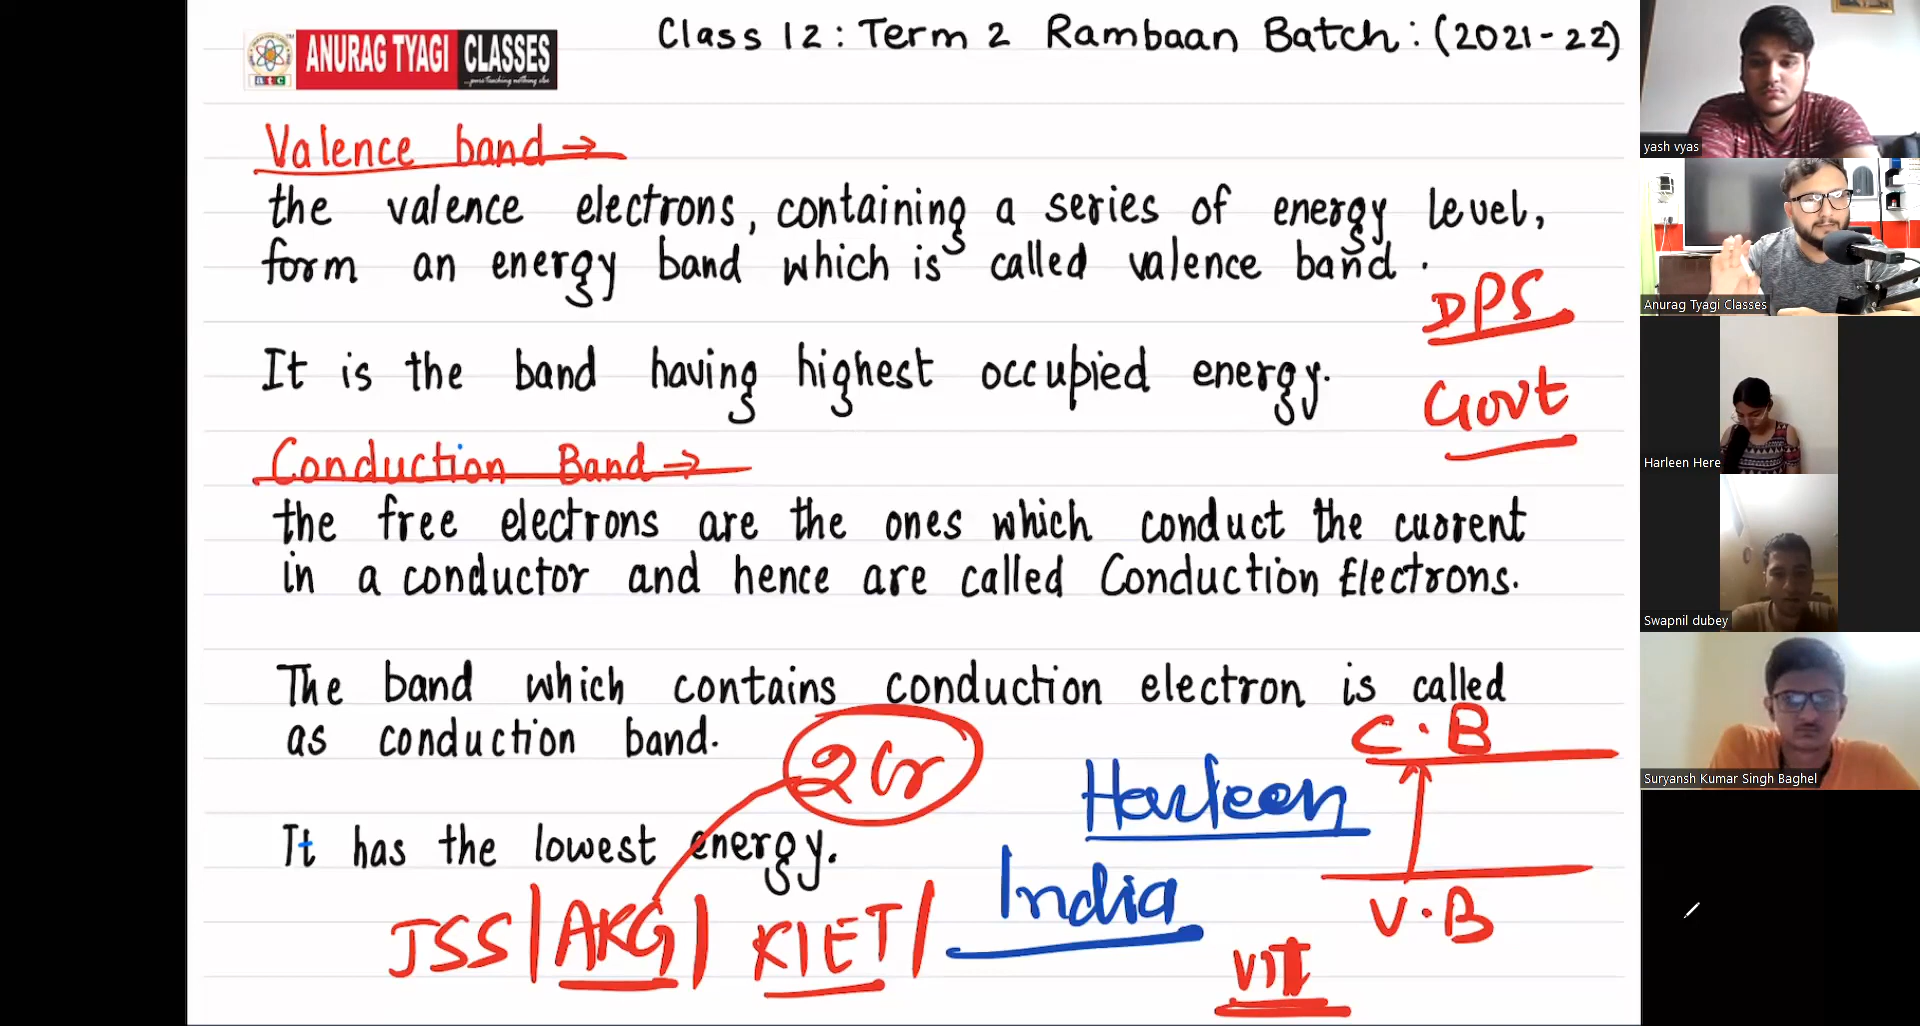 ANURAG TYAGI CLASSES
atc
Class 12 : Term 2 Rambaan Batch : (2021-22)
Valence band →
the valence electrons, containing a series of energy level,
form an energy band which is called valence band .
DPS
It is the band having highest occupied energy.
Govt
Conduction Band →
the free electrons are the ones which conduct the current
in a conductor and hence are called Conduction Electrons.
The band which contains conduction electron is called
as conduction band.
2 Cr
C.B
Harleen
It has the lowest energy.
India
V.B
JSS | AKG | KIET |
VIT
yash vyas
Anurag Tyagi Classes
Harleen Here
Swapnil dubey
Suryansh Kumar Singh Baghel